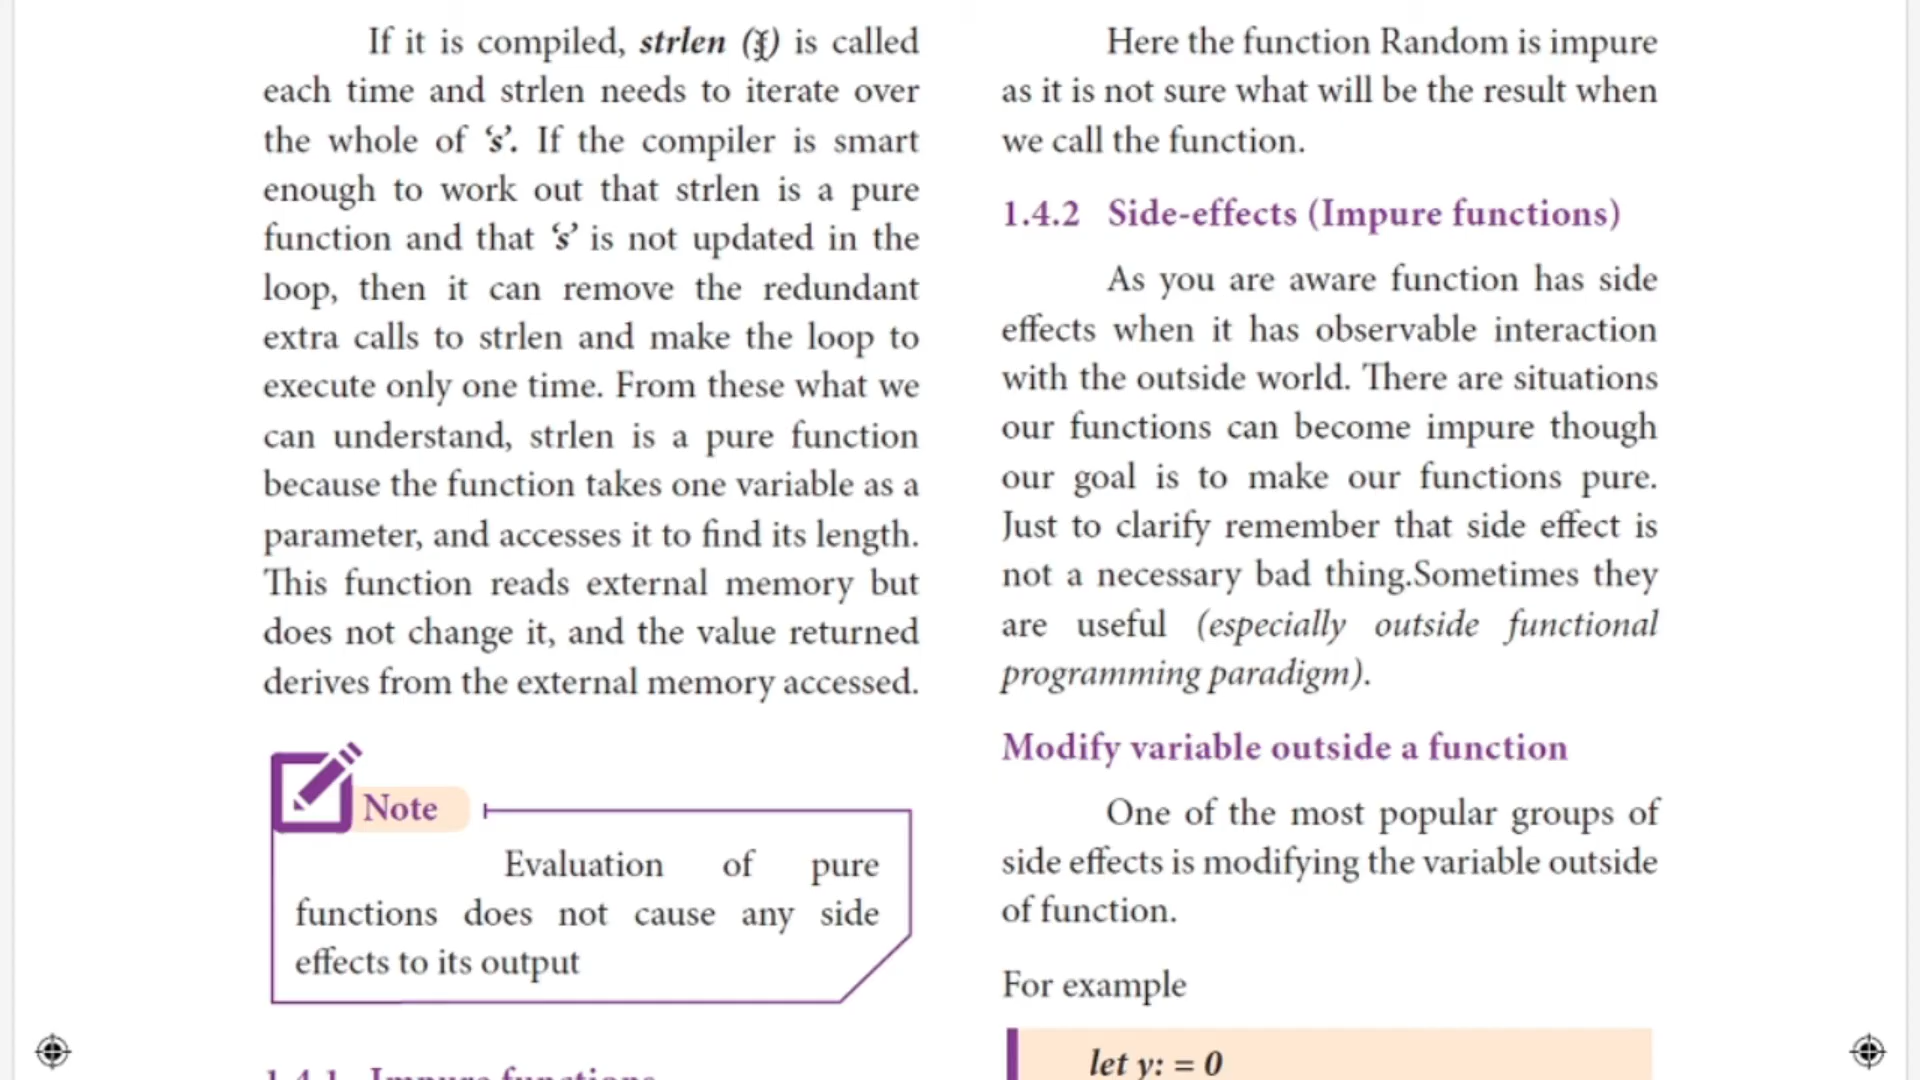 If it is compiled, strlen (s) is called
each time and strlen needs to iterate over
the whole of ‘s’. If the compiler is smart
enough to work out that strlen is a pure
function and that ‘s’ is not updated in the
loop, then it can remove the redundant
extra calls to strlen and make the loop to
execute only one time. From these what we
can understand, strlen is a pure function
because the function takes one variable as a
parameter, and accesses it to find its length.
This function reads external memory but
does not change it, and the value returned
derives from the external memory accessed.
Note
Evaluation of pure
functions does not cause any side
effects to its output
1.4.1 Impure functions
Here the function Random is impure
as it is not sure what will be the result when
we call the function.
1.4.2 Side-effects (Impure functions)
As you are aware function has side
effects when it has observable interaction
with the outside world. There are situations
our functions can become impure though
our goal is to make our functions pure.
Just to clarify remember that side effect is
not a necessary bad thing.Sometimes they
are useful (especially outside functional
programming paradigm).
Modify variable outside a function
One of the most popular groups of
side effects is modifying the variable outside
of function.
For example
let y: = 0